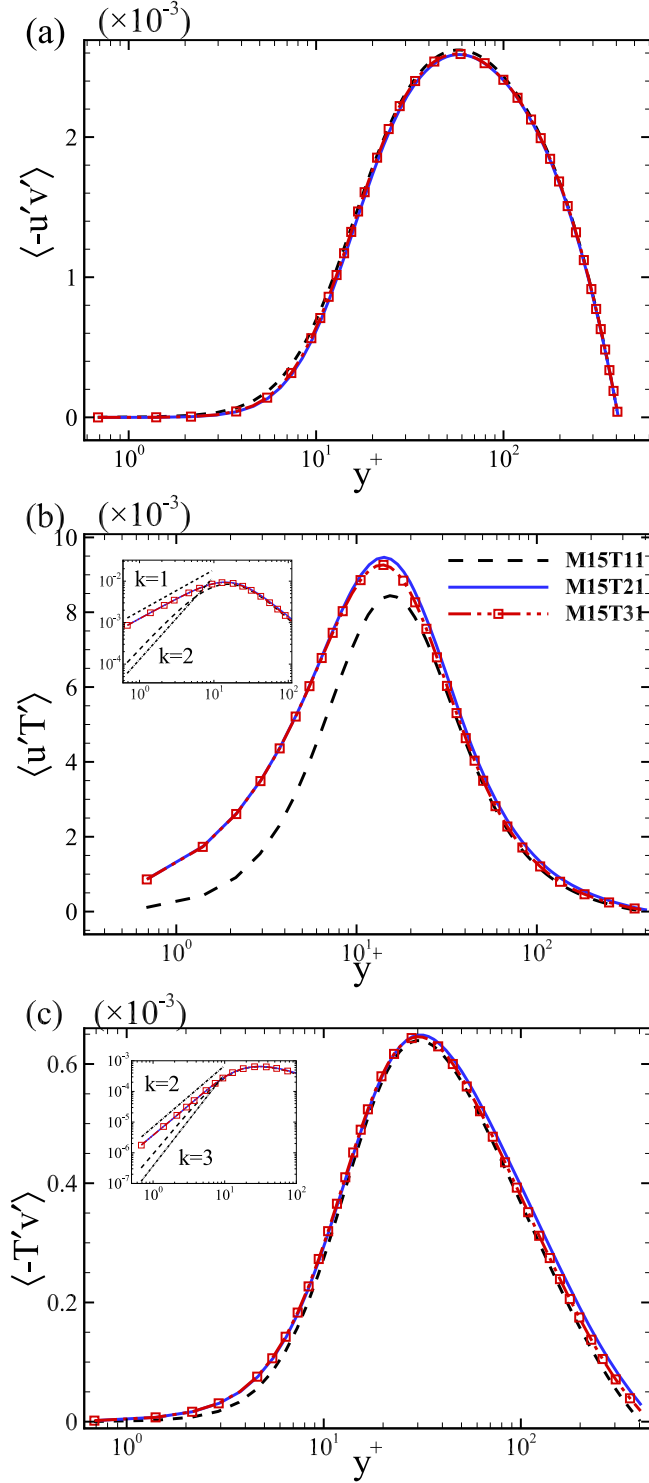 (a) (×10⁻³)
2
1
0
⟨-u′v′⟩
10⁰ 10¹ 10²
y⁺
(b) (×10⁻³)
10
8
6
4
2
0
⟨u′T′⟩
M15T11
M15T21
M15T31
10⁻²
10⁻³
10⁻⁴
k=1
k=2
10⁰ 10¹ 10²
10⁰ 10¹ 10²
y⁺
(c) (×10⁻³)
0.6
0.4
0.2
0
⟨-T′v′⟩
10⁻³
10⁻⁴
10⁻⁵
10⁻⁶
10⁻⁷
k=2
k=3
10⁰ 10¹ 10²
10⁰ 10¹ 10²
y⁺